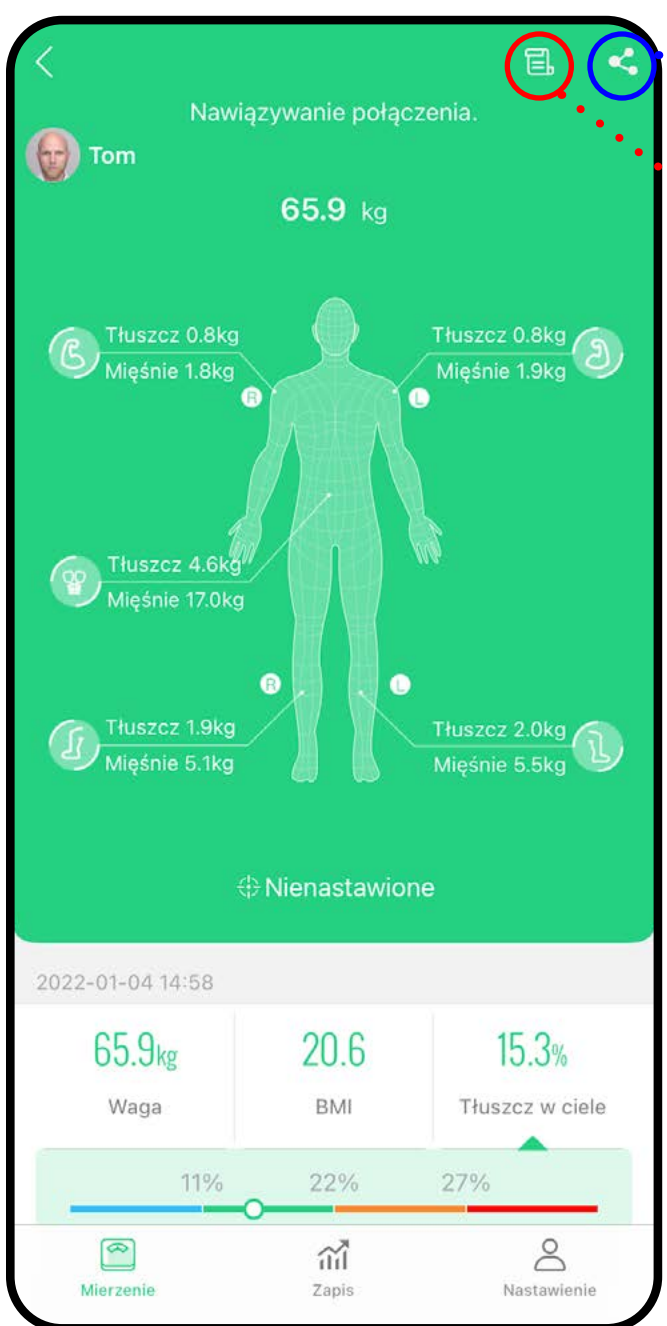 Nawiązywanie połączenia.
Tom
65.9 kg
Tłuszcz 0.8kg
Mięśnie 1.8kg
R
Tłuszcz 0.8kg
Mięśnie 1.9kg
L
Tłuszcz 4.6kg
Mięśnie 17.0kg
R
L
Tłuszcz 1.9kg
Mięśnie 5.1kg
Tłuszcz 2.0kg
Mięśnie 5.5kg
Nienastawione
2022-01-04 14:58
65.9kg 20.6 15.3%
Waga BMI Tłuszcz w ciele
11% 22% 27%
Mierzenie Zapis Nastawienie